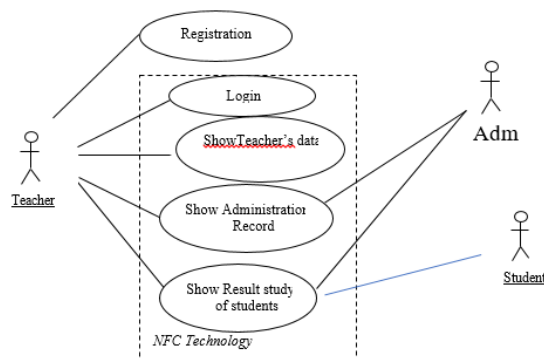 Registration
Login
ShowTeacher's data
Adm
Teacher
Show Administration
Record
Student
Show Result study
of students
NFC Technology